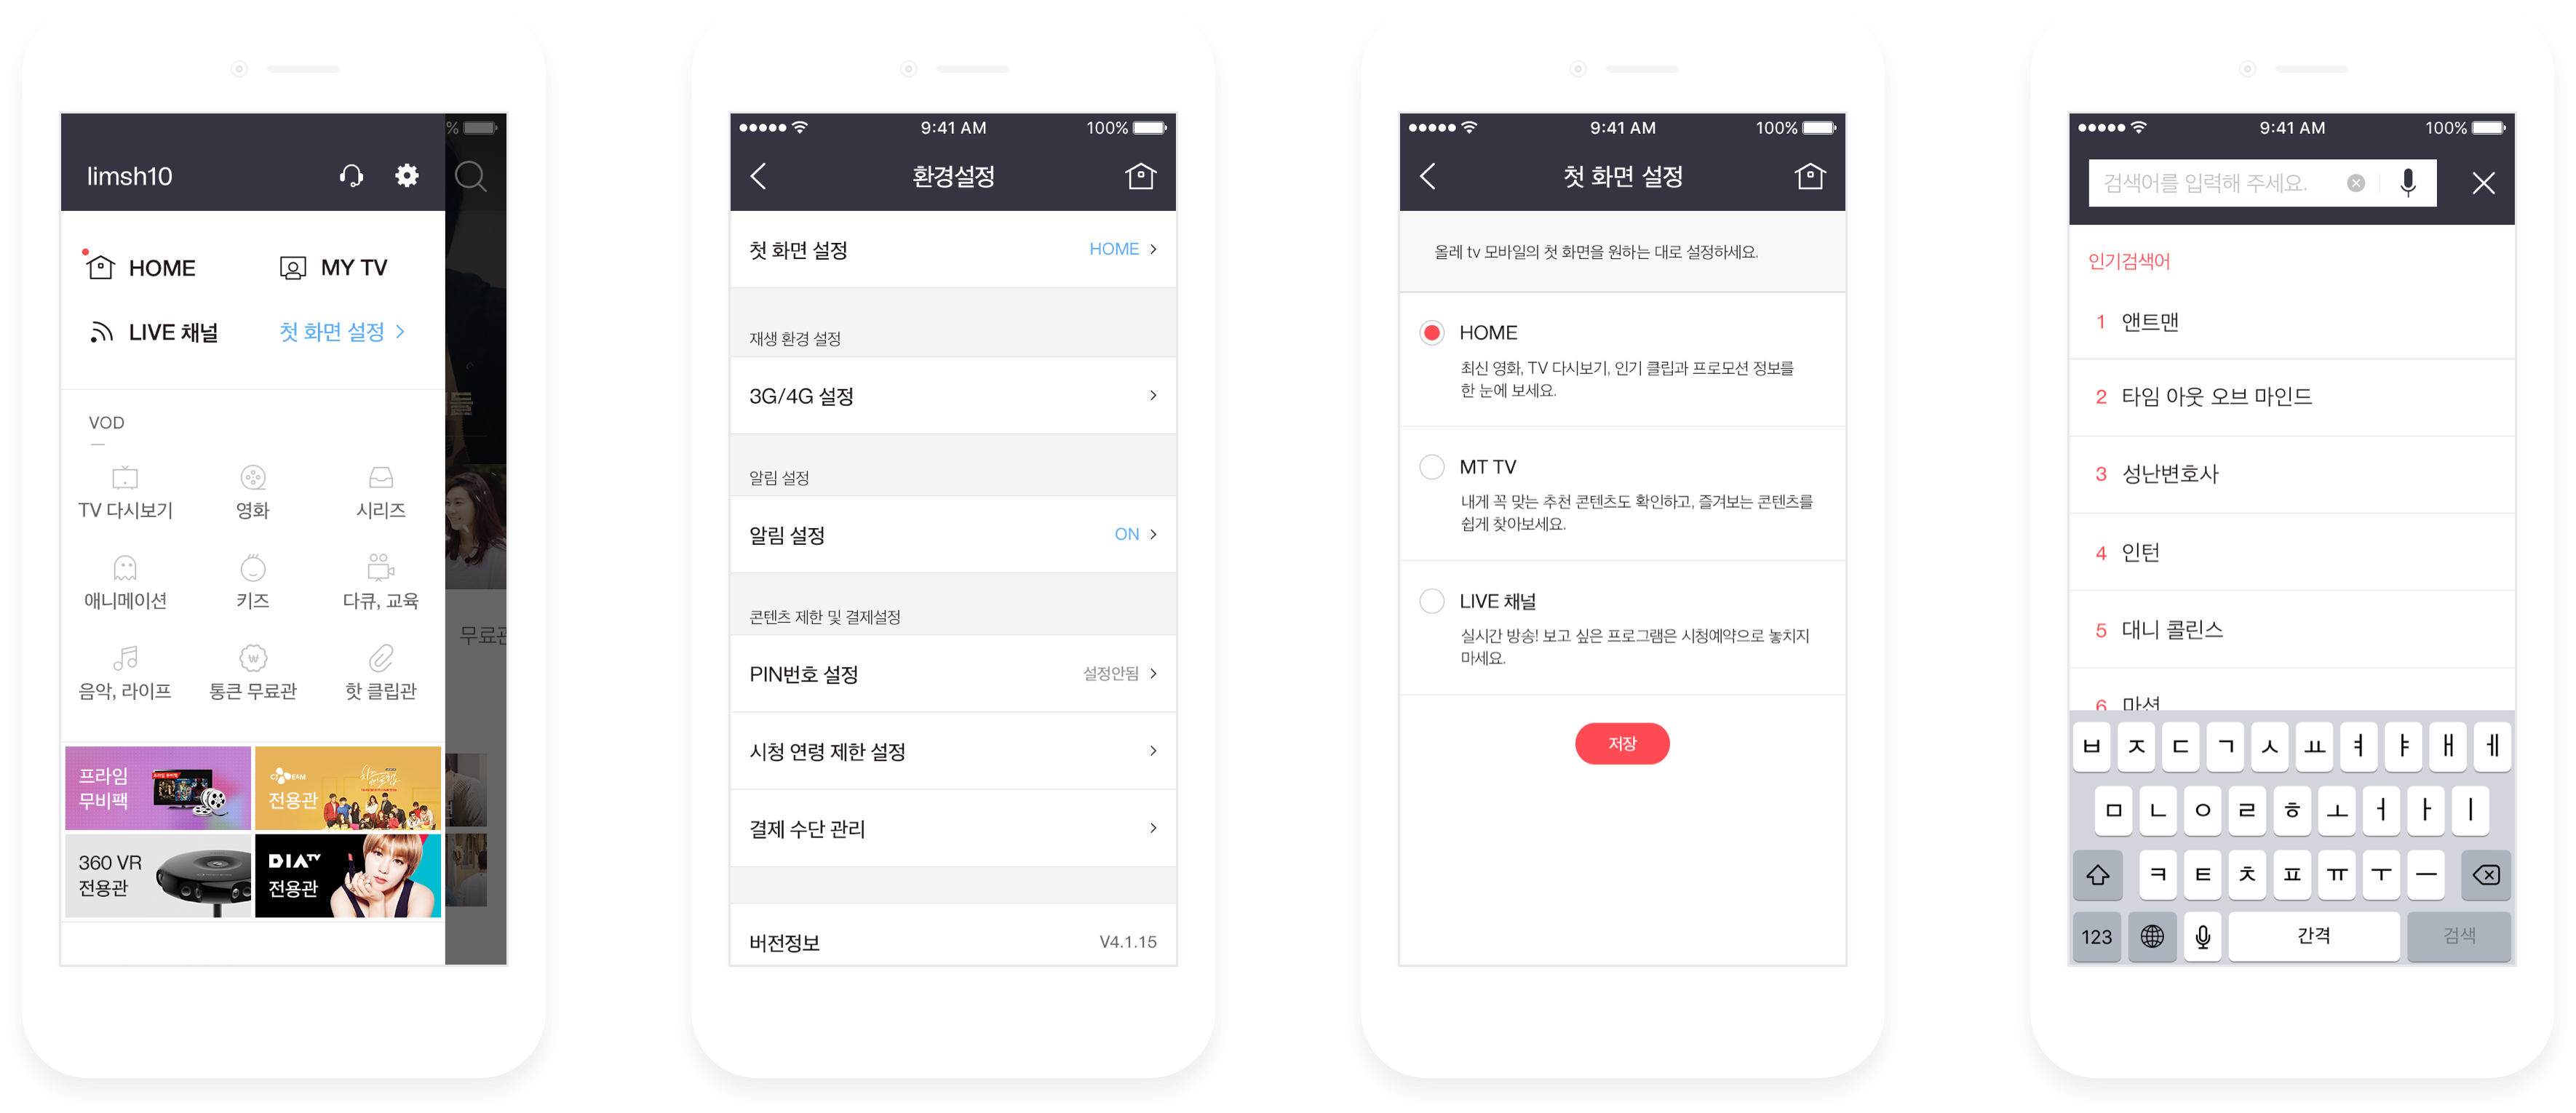 %
limsh10
HOME
MY TV
LIVE 채널
첫 화면 설정
VOD
TV 다시보기
영화
시리즈
애니메이션
키즈
다큐, 교육
음악, 라이프
통큰 무료관
핫 클립관
프라임
무비팩
CJ E&M
전용관
360 VR
전용관
DIA TV
전용관
들
무료관
9:41 AM
100%
환경설정
첫 화면 설정
HOME
재생 환경 설정
3G/4G 설정
알림 설정
알림 설정
ON
콘텐츠 제한 및 결제설정
PIN번호 설정
설정안됨
시청 연령 제한 설정
결제 수단 관리
버전정보
V4.1.15
9:41 AM
100%
첫 화면 설정
올레 tv 모바일의 첫 화면을 원하는 대로 설정하세요.
HOME
최신 영화, TV 다시보기, 인기 클립과 프로모션 정보를
한 눈에 보세요.
MT TV
내게 꼭 맞는 추천 콘텐츠도 확인하고, 즐겨보는 콘텐츠를
쉽게 찾아보세요.
LIVE 채널
실시간 방송! 보고 싶은 프로그램은 시청예약으로 놓치지
마세요.
저장
9:41 AM
100%
검색어를 입력해 주세요.
인기검색어
1 앤트맨
2 타임 아웃 오브 마인드
3 성난변호사
4 인턴
5 대니 콜린스
6 마션
ㅂ ㅈ ㄷ ㄱ ㅅ ㅛ ㅕ ㅑ ㅐ ㅔ
ㅁ ㄴ ㅇ ㄹ ㅎ ㅗ ㅓ ㅏ ㅣ
ㅋ ㅌ ㅊ ㅍ ㅠ ㅜ ㅡ
123 간격 검색